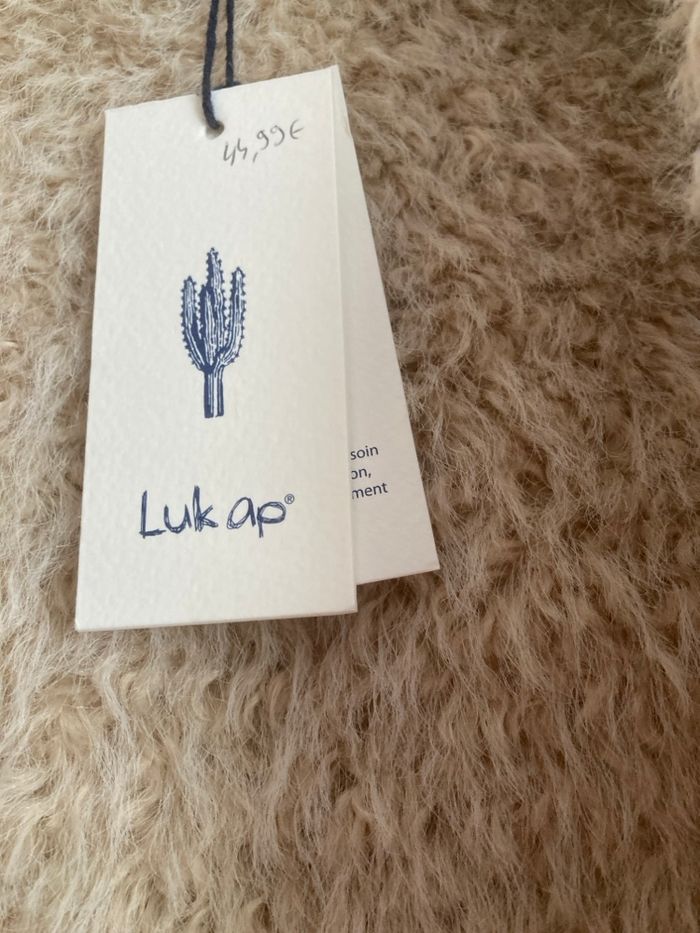 44,99€
Luk ap®
soin
on,
ment